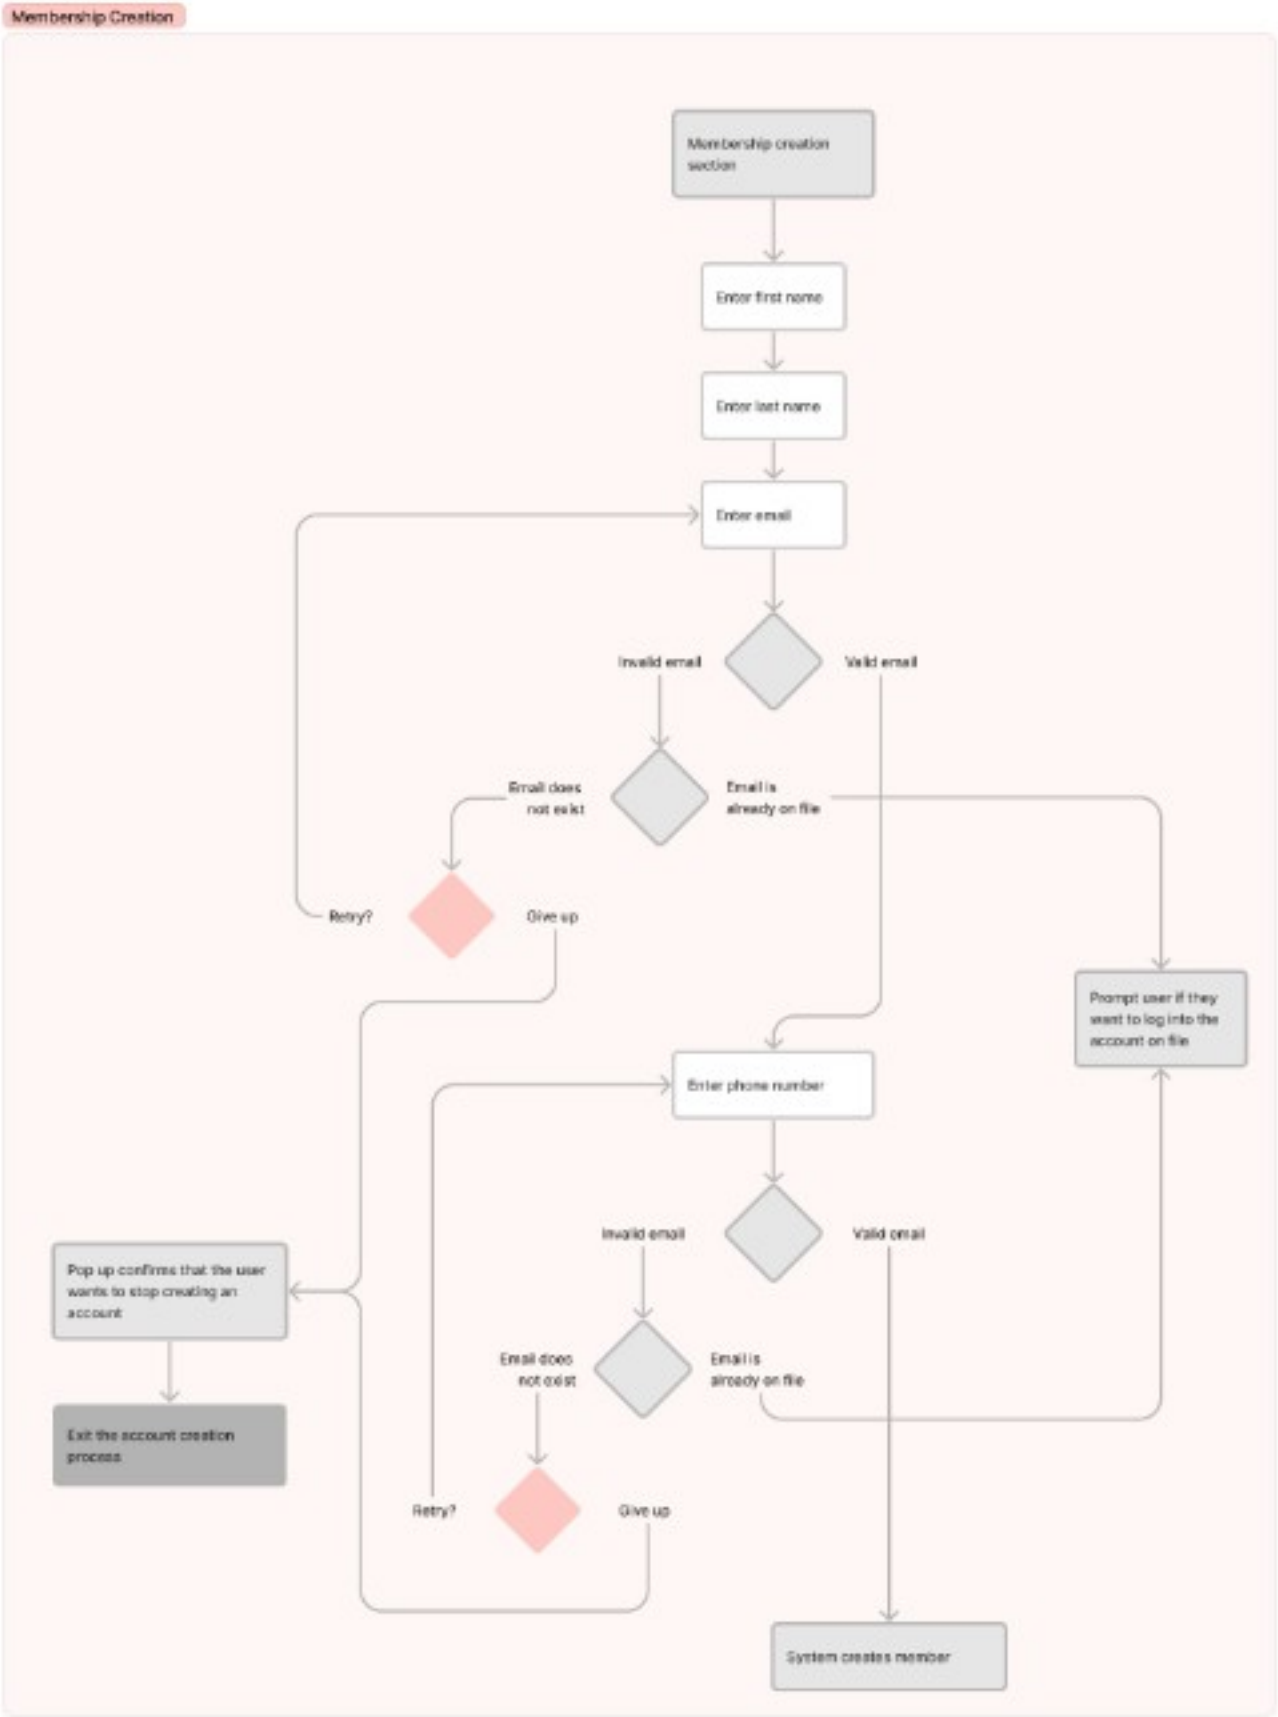 Membership Creation
Membership creation
section
Enter first name
Enter last name
Enter email
Invalid email
Valid email
Email does
not exist
Email is
already on file
Retry?
Give up
Prompt user if they
want to log into the
account on file
Enter phone number
Invalid email
Valid email
Pop up confirms that the user
wants to stop creating an
account
Email does
not exist
Email is
already on file
Exit the account creation
process
Retry?
Give up
System creates member